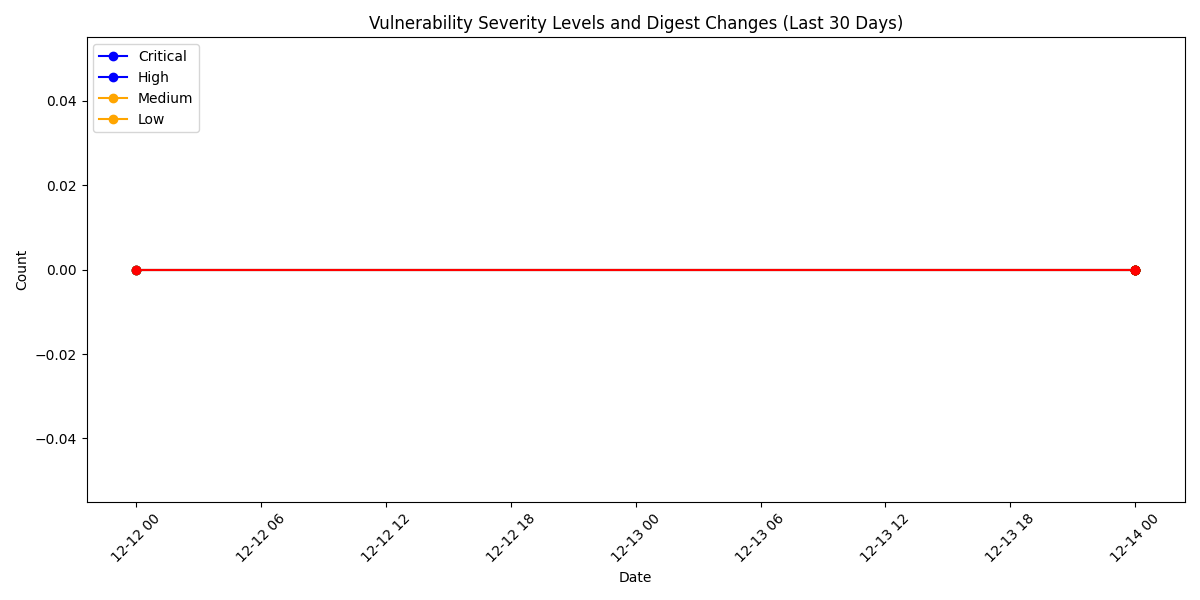 Vulnerability Severity Levels and Digest Changes (Last 30 Days)
Critical
High
Medium
Low
0.04
0.02
0.00
−0.02
−0.04
Count
12-12 00
12-12 06
12-12 12
12-12 18
12-13 00
12-13 06
12-13 12
12-13 18
12-14 00
Date